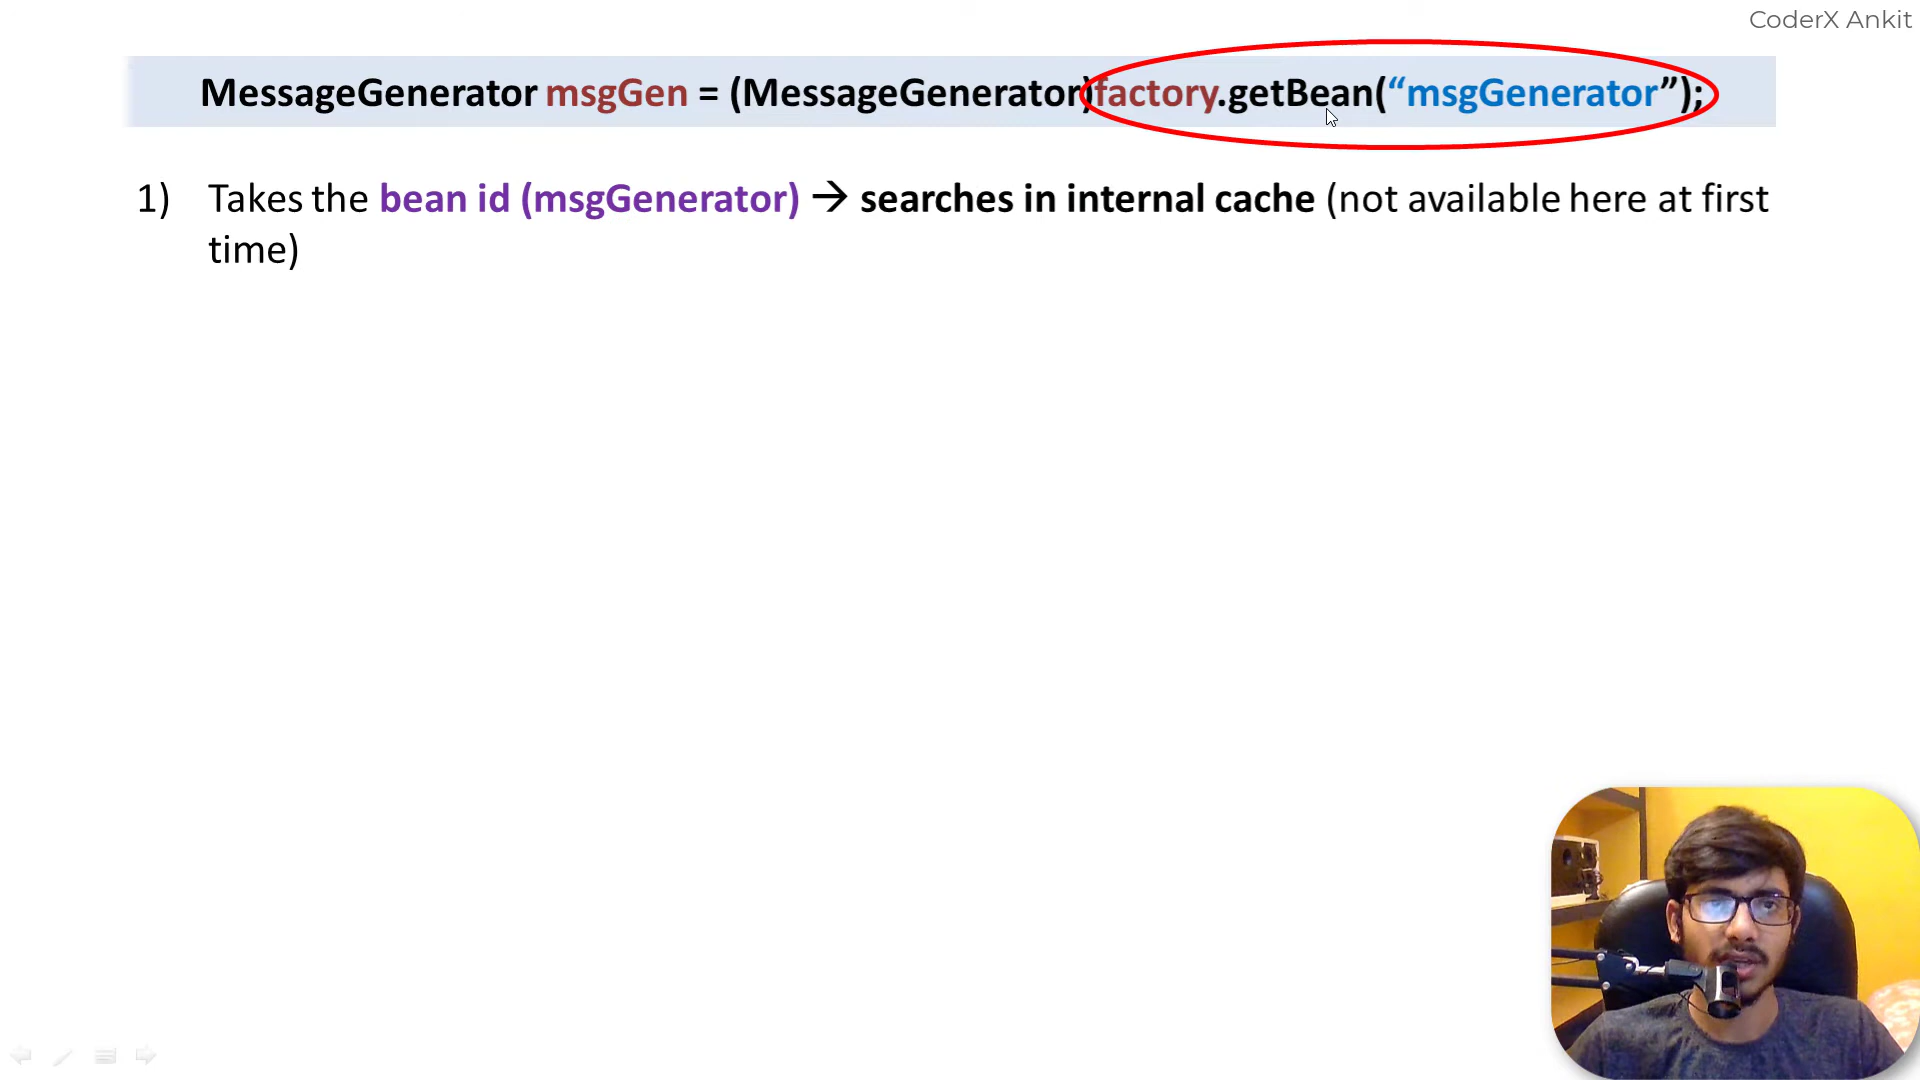 CoderX Ankit
MessageGenerator msgGen = (MessageGenerator)factory.getBean(“msgGenerator”);
1) Takes the bean id (msgGenerator) → searches in internal cache (not available here at first
time)